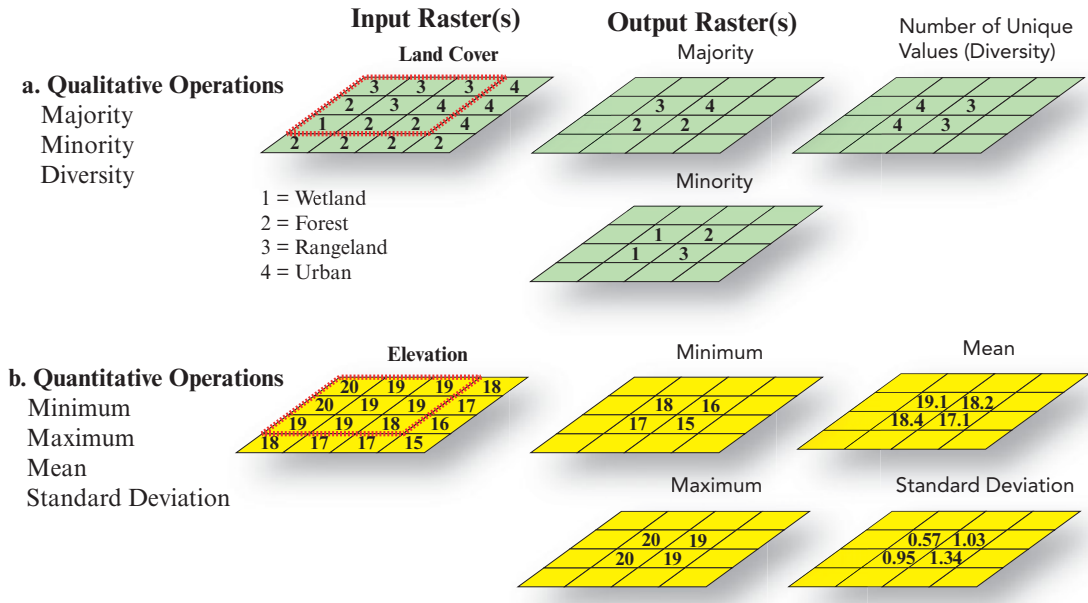 Input Raster(s)
Output Raster(s)
Land Cover
Majority
Number of Unique
Values (Diversity)
a. Qualitative Operations
Majority
Minority
Diversity
3 3 3 4
2 3 4 4
1 2 2 4
2 2 2 2
3 4
2 2
4 3
4 3
1 = Wetland
2 = Forest
3 = Rangeland
4 = Urban
Minority
1 2
1 3
b. Quantitative Operations
Minimum
Maximum
Mean
Standard Deviation
Elevation
20 19 19 18
20 19 19 17
19 19 18 16
18 17 17 15
Minimum
18 16
17 15
Mean
19.1 18.2
18.4 17.1
Maximum
20 19
20 19
Standard Deviation
0.57 1.03
0.95 1.34